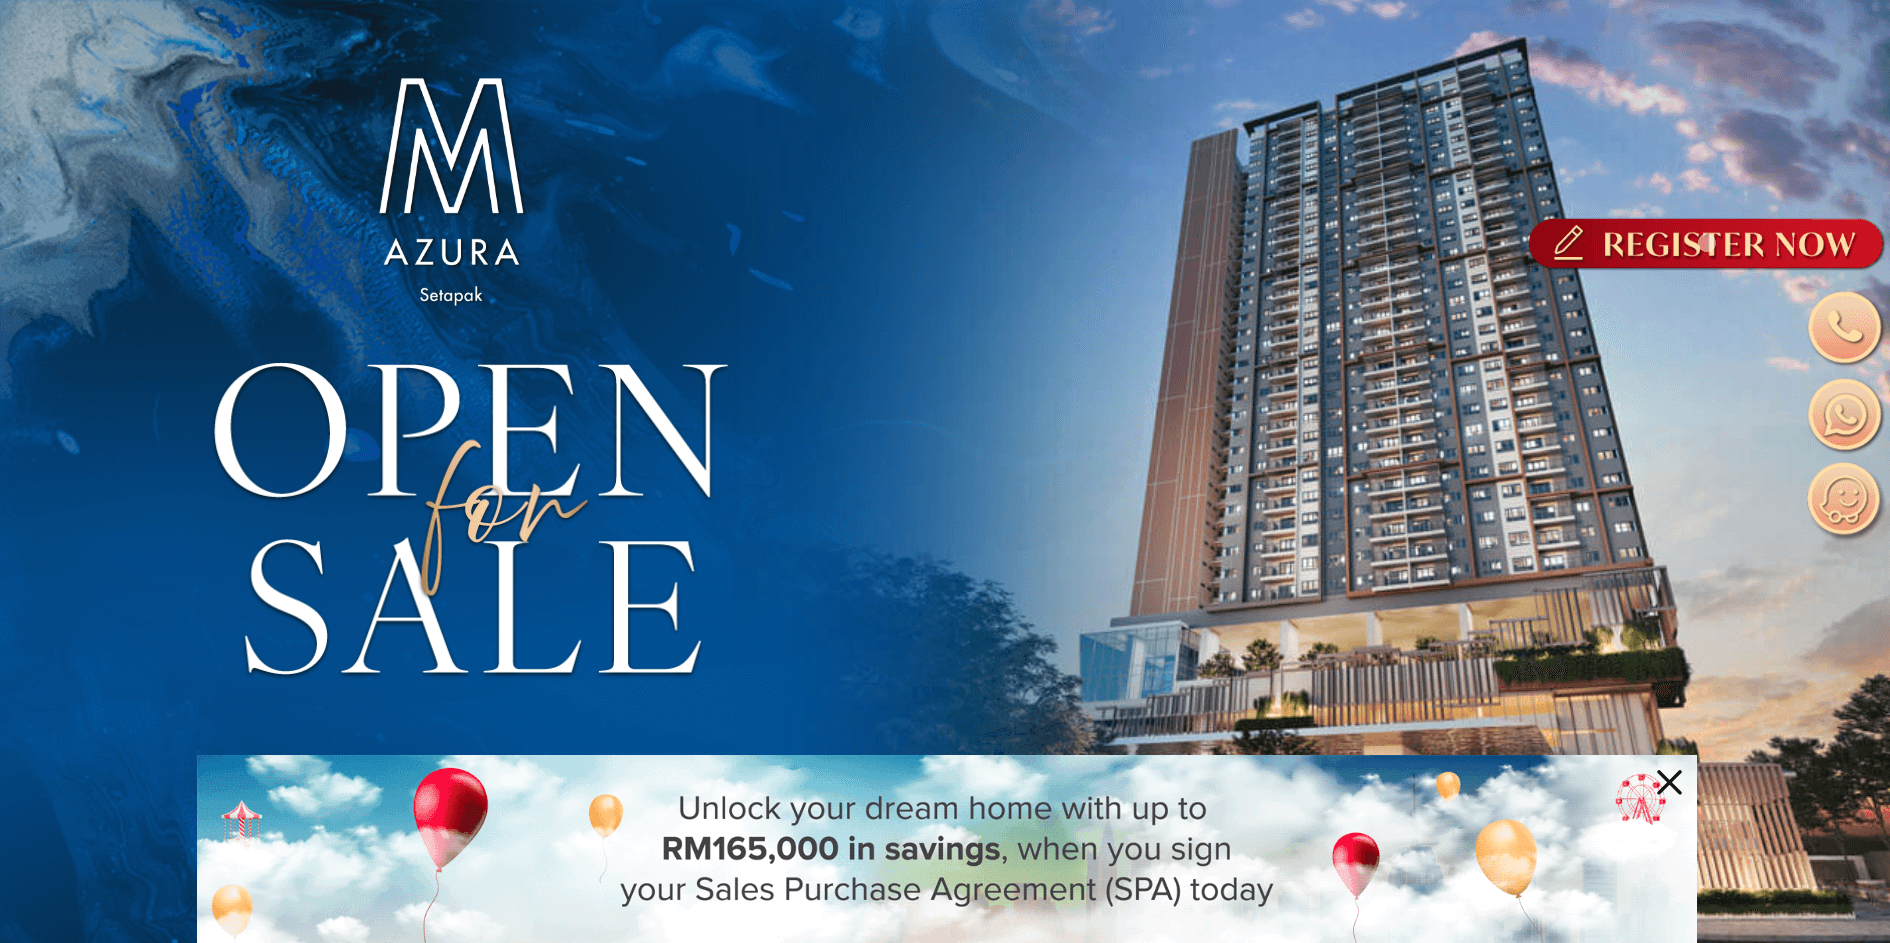 M
AZURA
Setapak
OPEN
for
SALE
REGISTER NOW
Unlock your dream home with up to
RM165,000 in savings, when you sign
your Sales Purchase Agreement (SPA) today